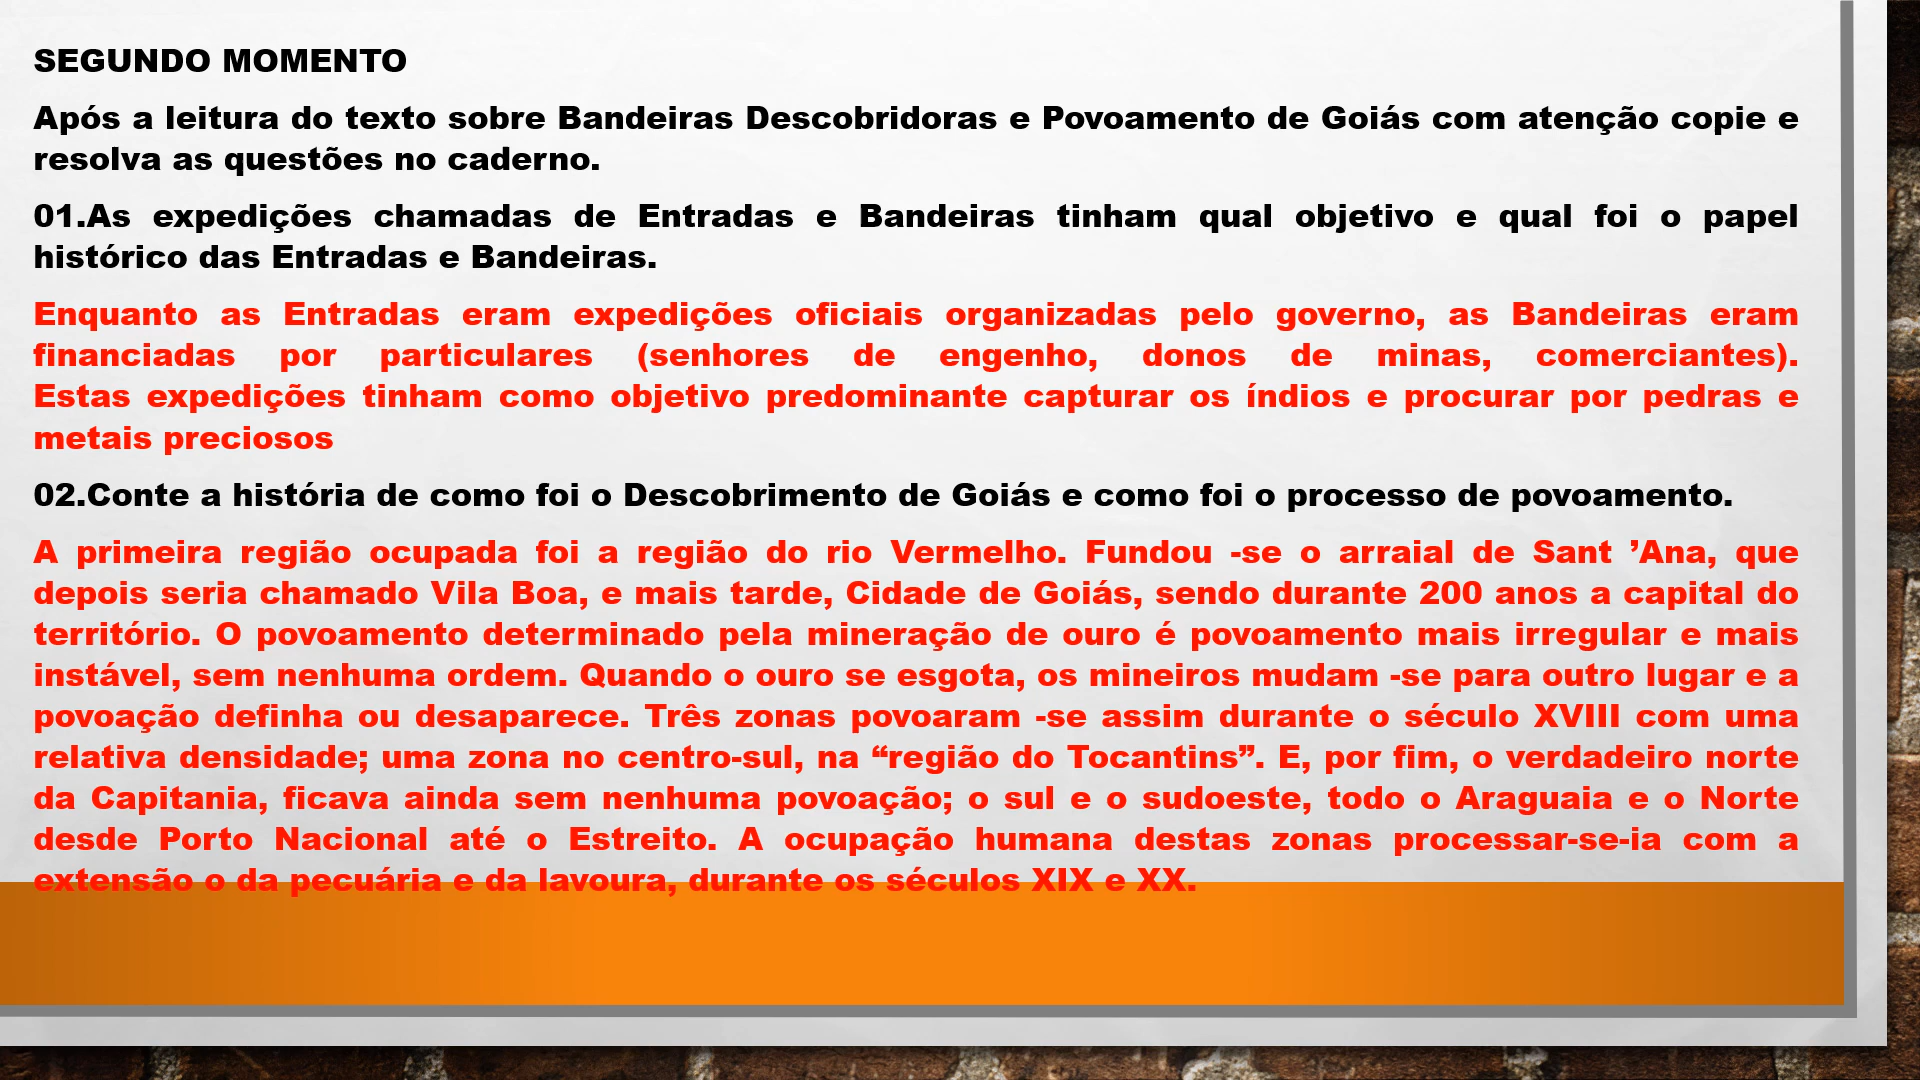 SEGUNDO MOMENTO
Após a leitura do texto sobre Bandeiras Descobridoras e Povoamento de Goiás com atenção copie e
resolva as questões no caderno.
01.As expedições chamadas de Entradas e Bandeiras tinham qual objetivo e qual foi o papel
histórico das Entradas e Bandeiras.
Enquanto as Entradas eram expedições oficiais organizadas pelo governo, as Bandeiras eram
financiadas por particulares (senhores de engenho, donos de minas, comerciantes).
Estas expedições tinham como objetivo predominante capturar os índios e procurar por pedras e
metais preciosos
02.Conte a história de como foi o Descobrimento de Goiás e como foi o processo de povoamento.
A primeira região ocupada foi a região do rio Vermelho. Fundou -se o arraial de Sant ’Ana, que
depois seria chamado Vila Boa, e mais tarde, Cidade de Goiás, sendo durante 200 anos a capital do
território. O povoamento determinado pela mineração de ouro é povoamento mais irregular e mais
instável, sem nenhuma ordem. Quando o ouro se esgota, os mineiros mudam -se para outro lugar e a
povoação definha ou desaparece. Três zonas povoaram -se assim durante o século XVIII com uma
relativa densidade; uma zona no centro-sul, na “região do Tocantins”. E, por fim, o verdadeiro norte
da Capitania, ficava ainda sem nenhuma povoação; o sul e o sudoeste, todo o Araguaia e o Norte
desde Porto Nacional até o Estreito. A ocupação humana destas zonas processar-se-ia com a
extensão o da pecuária e da lavoura, durante os séculos XIX e XX.